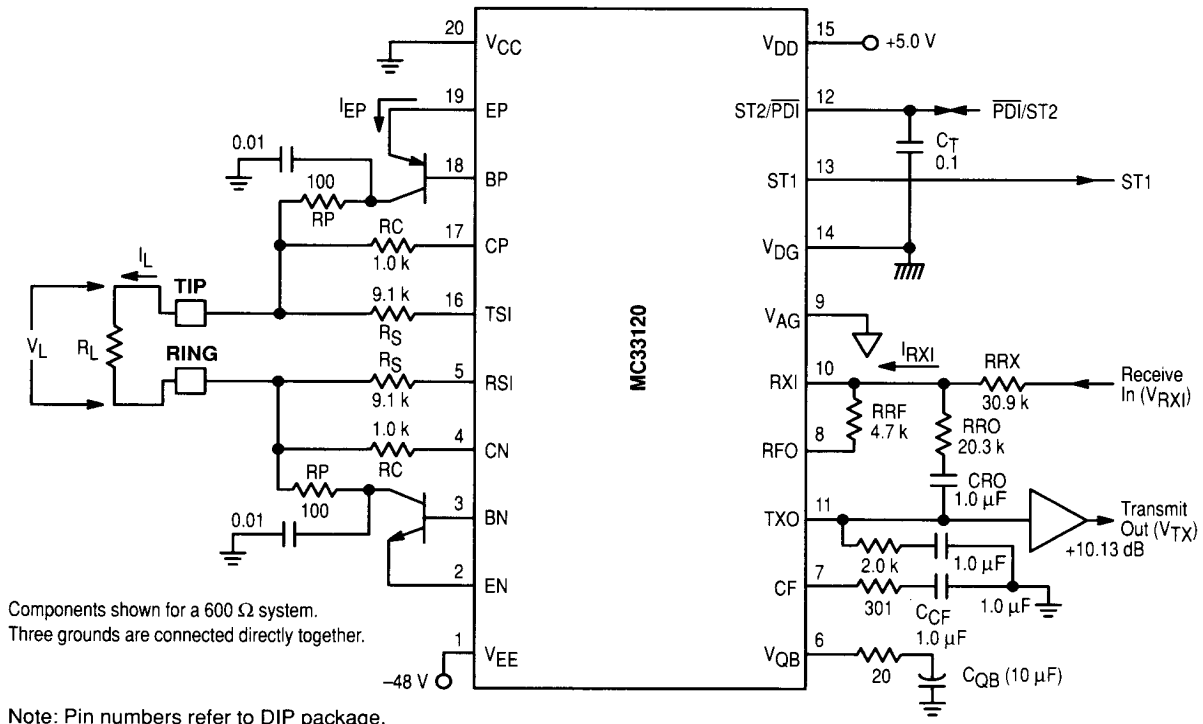 20
VCC
VDD
15
+5.0 V
19
EP
IEP
ST2/PDI
12
PDI/ST2
0.01
CT
0.1
100
RP
18
BP
ST1
13
ST1
RC
1.0 k
17
CP
VDG
14
IL
TIP
9.1 k
RS
16
TSI
VAG
9
VL
RL
MC33120
IRXI
RING
RS
9.1 k
5
RSI
RXI
10
RRX
30.9 k
Receive
In (VRXI)
RRF
4.7 k
RRO
20.3 k
1.0 k
RC
4
CN
RFO
8
CRO
1.0 µF
RP
100
0.01
3
BN
TXO
11
+10.13 dB
Transmit
Out (VTX)
2.0 k
1.0 µF
2
EN
CF
7
301
CCF
1.0 µF
1.0 µF
Components shown for a 600 Ω system.
Three grounds are connected directly together.
1
VEE
–48 V
VQB
6
20
CQB (10 µF)
Note: Pin numbers refer to DIP package.